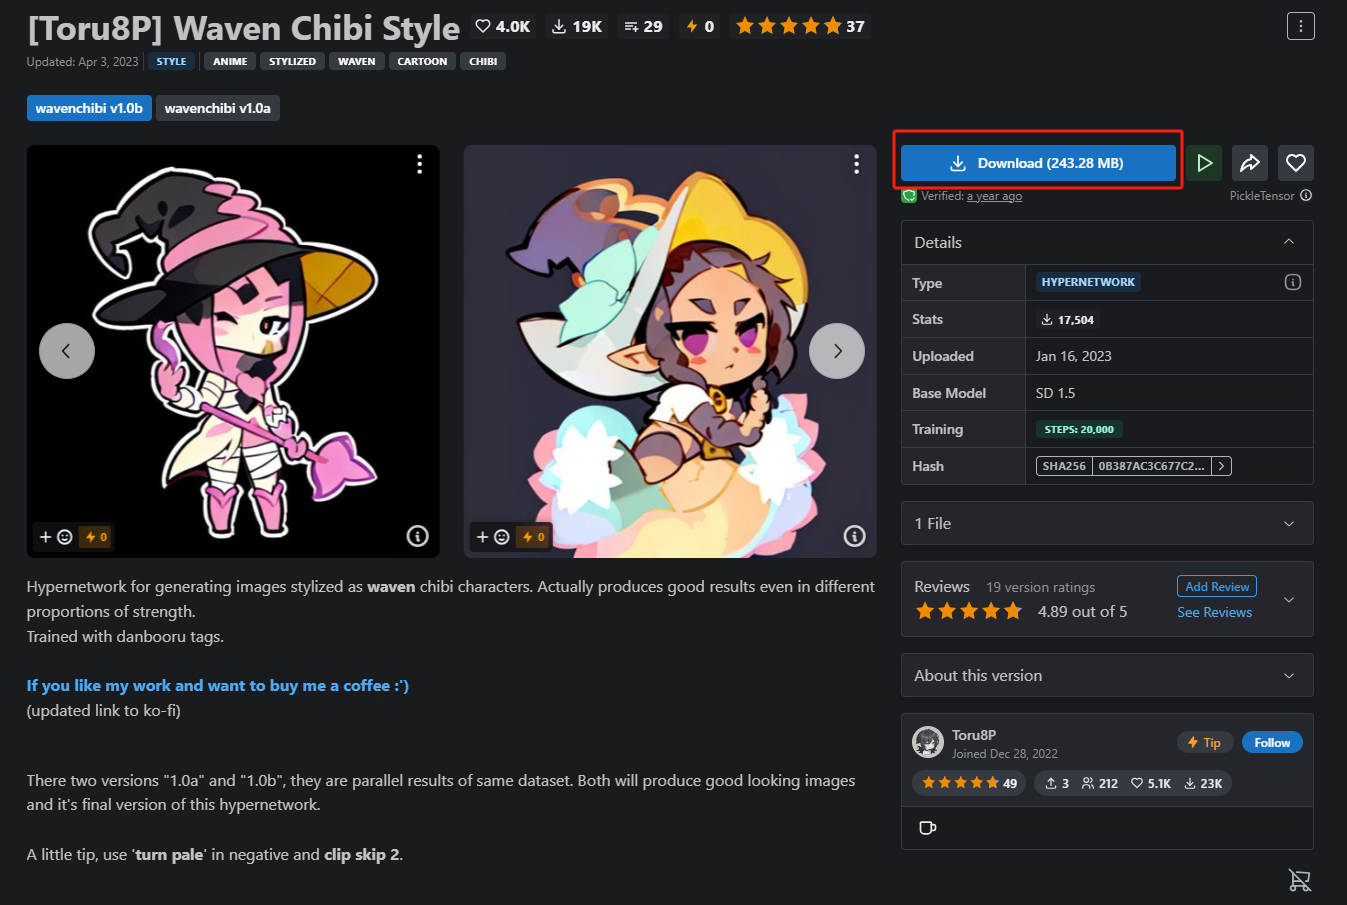 [Toru8P] Waven Chibi Style 4.0K 19K 29 0 37
Updated: Apr 3, 2023 STYLE ANIME STYLIZED WAVEN CARTOON CHIBI
wavenchibi v1.0b wavenchibi v1.0a
0
0
Hypernetwork for generating images stylized as waven chibi characters. Actually produces good results even in different
proportions of strength.
Trained with danbooru tags.
If you like my work and want to buy me a coffee :')
(updated link to ko-fi)
There two versions "1.0a" and "1.0b", they are parallel results of same dataset. Both will produce good looking images
and it's final version of this hypernetwork.
A little tip, use 'turn pale' in negative and clip skip 2.
Download (243.28 MB)
Verified: a year ago PickleTensor
Details
Type HYPERNETWORK
Stats 17,504
Uploaded Jan 16, 2023
Base Model SD 1.5
Training STEPS: 20,000
Hash SHA256 0B387AC3C677C2...
1 File
Reviews 19 version ratings Add Review
4.89 out of 5 See Reviews
About this version
Toru8P Tip Follow
Joined Dec 28, 2022
49 3 212 5.1K 23K